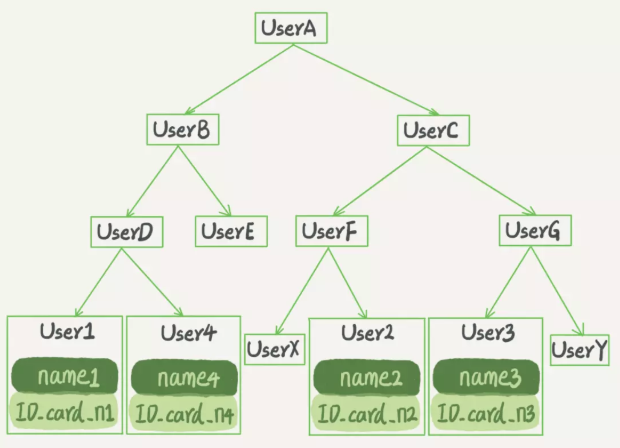 UserA
UserB
UserC
UserD
UserE
UserF
UserG
User1
User4
UserX
User2
User3
UserY
name1
name4
name2
name3
ID_card_n1
ID_card_n4
ID_card_n2
ID_card_n3